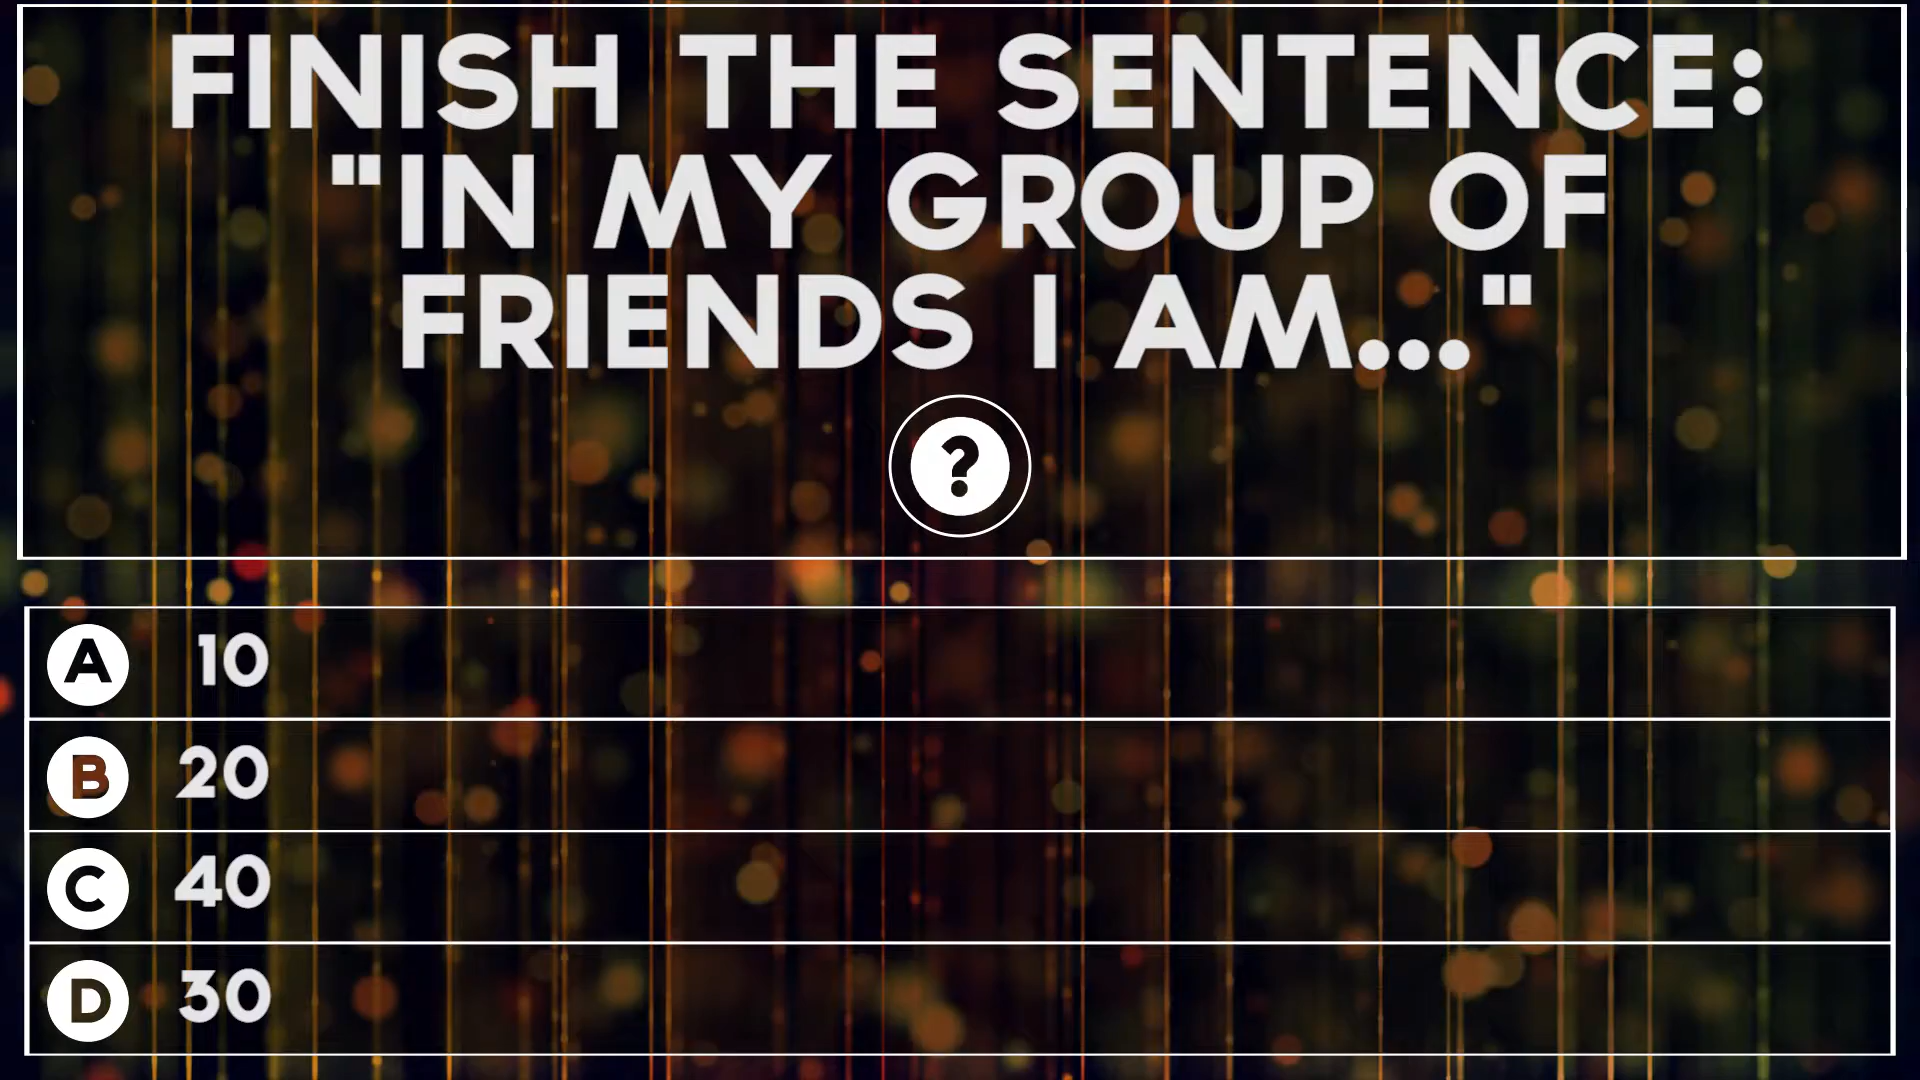 FINISH THE SENTENCE:
"IN MY GROUP OF
FRIENDS I AM... "
?
A 10
B 20
C 40
D 30